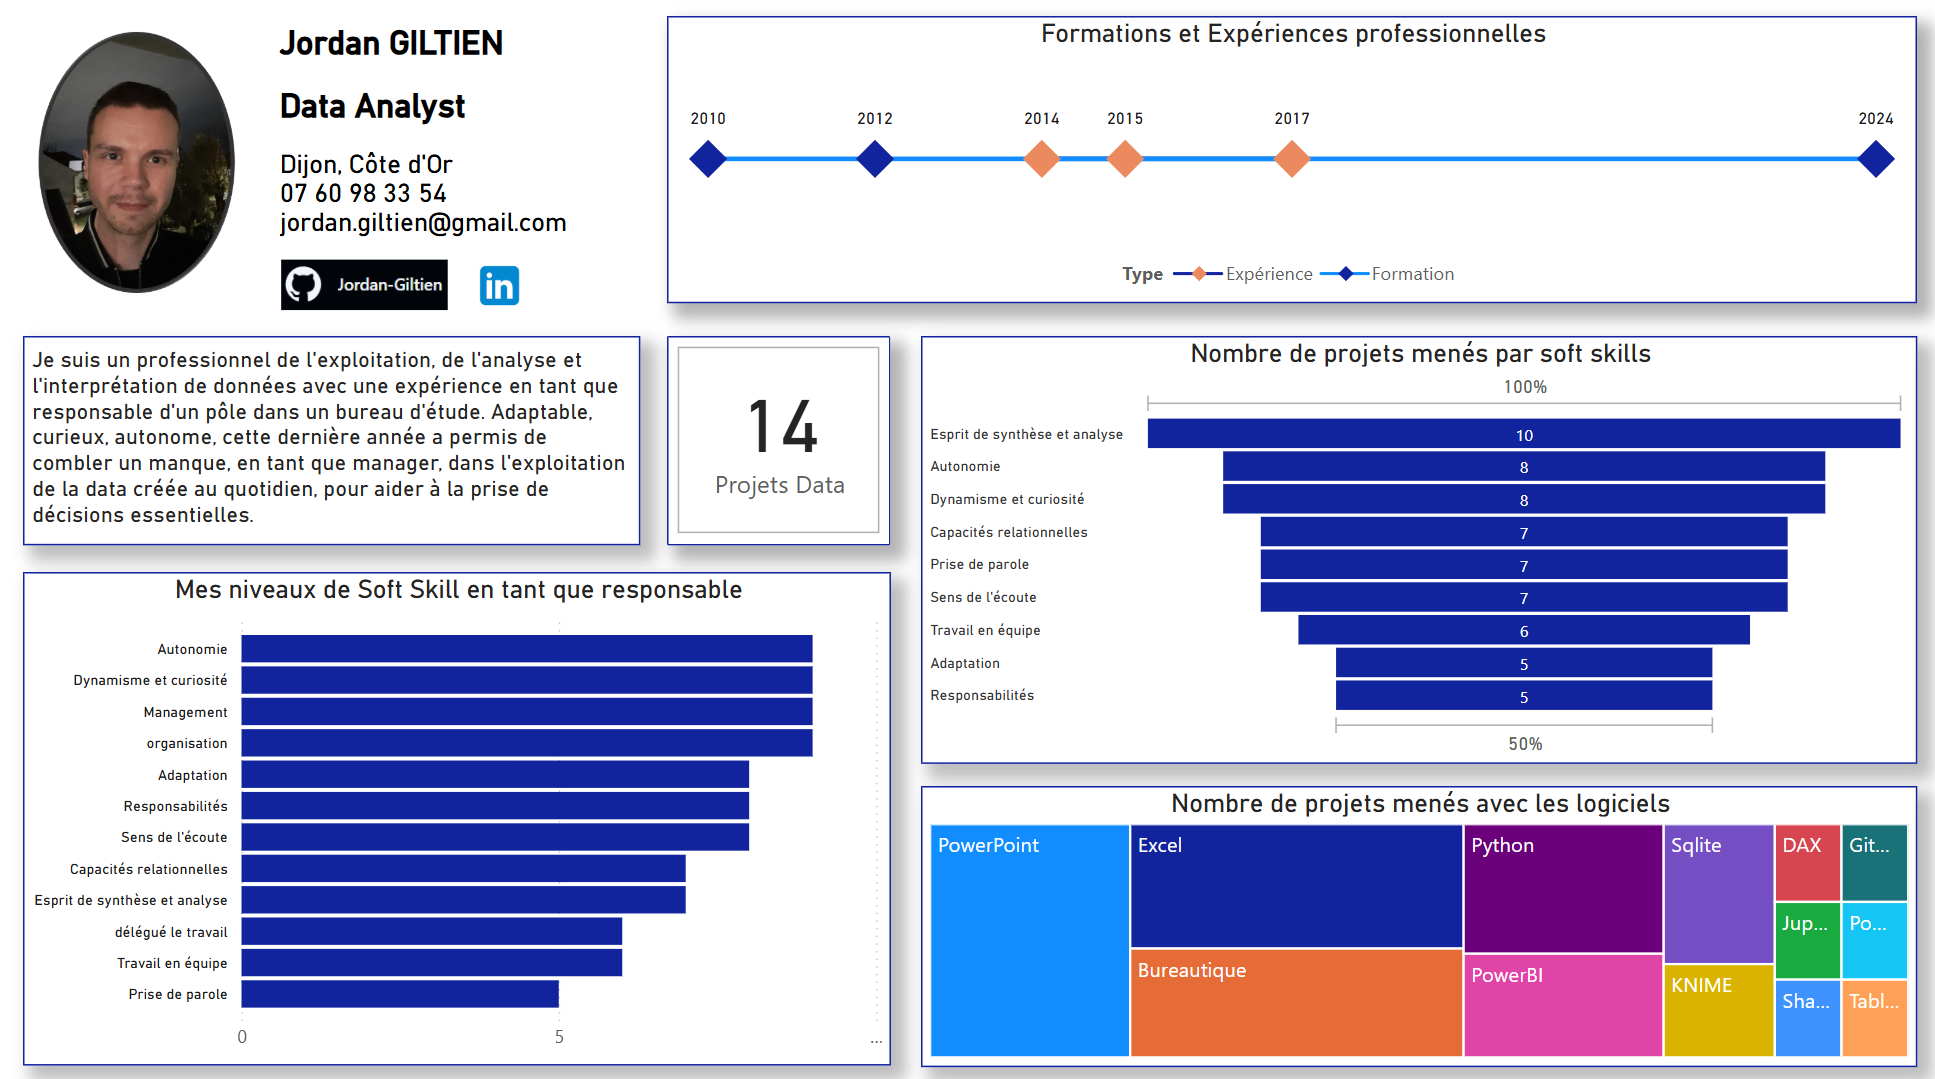 Jordan GILTIEN
Data Analyst
Dijon, Côte d'Or
07 60 98 33 54
jordan.giltien@gmail.com
Jordan-Giltien
in
Formations et Expériences professionnelles
2010 2012 2014 2015 2017 2024
Type Expérience Formation
Je suis un professionnel de l'exploitation, de l'analyse et
l'interprétation de données avec une expérience en tant que
responsable d'un pôle dans un bureau d'étude. Adaptable,
curieux, autonome, cette dernière année a permis de
combler un manque, en tant que manager, dans l'exploitation
de la data créée au quotidien, pour aider à la prise de
décisions essentielles.
14
Projets Data
Nombre de projets menés par soft skills
100%
Esprit de synthèse et analyse 10
Autonomie 8
Dynamisme et curiosité 8
Capacités relationnelles 7
Prise de parole 7
Sens de l'écoute 7
Travail en équipe 6
Adaptation 5
Responsabilités 5
50%
Mes niveaux de Soft Skill en tant que responsable
Autonomie
Dynamisme et curiosité
Management
organisation
Adaptation
Responsabilités
Sens de l'écoute
Capacités relationnelles
Esprit de synthèse et analyse
délégué le travail
Travail en équipe
Prise de parole
0 5 ...
Nombre de projets menés avec les logiciels
PowerPoint Excel Python Sqlite DAX Git...
Jup... Po...
Bureautique PowerBI KNIME
Sha... Tabl...